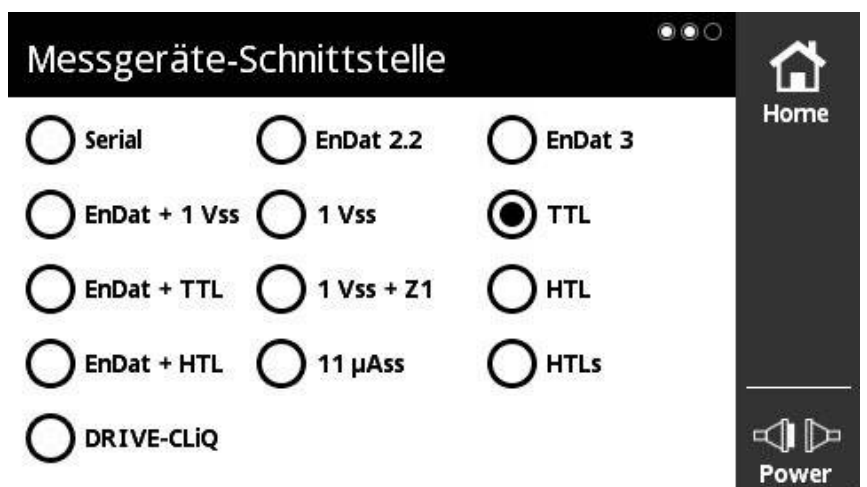 Messgeräte-Schnittstelle
Home
Serial
EnDat 2.2
EnDat 3
EnDat + 1 Vss
1 Vss
TTL
EnDat + TTL
1 Vss + Z1
HTL
EnDat + HTL
11 µAss
HTLs
DRIVE-CLiQ
Power